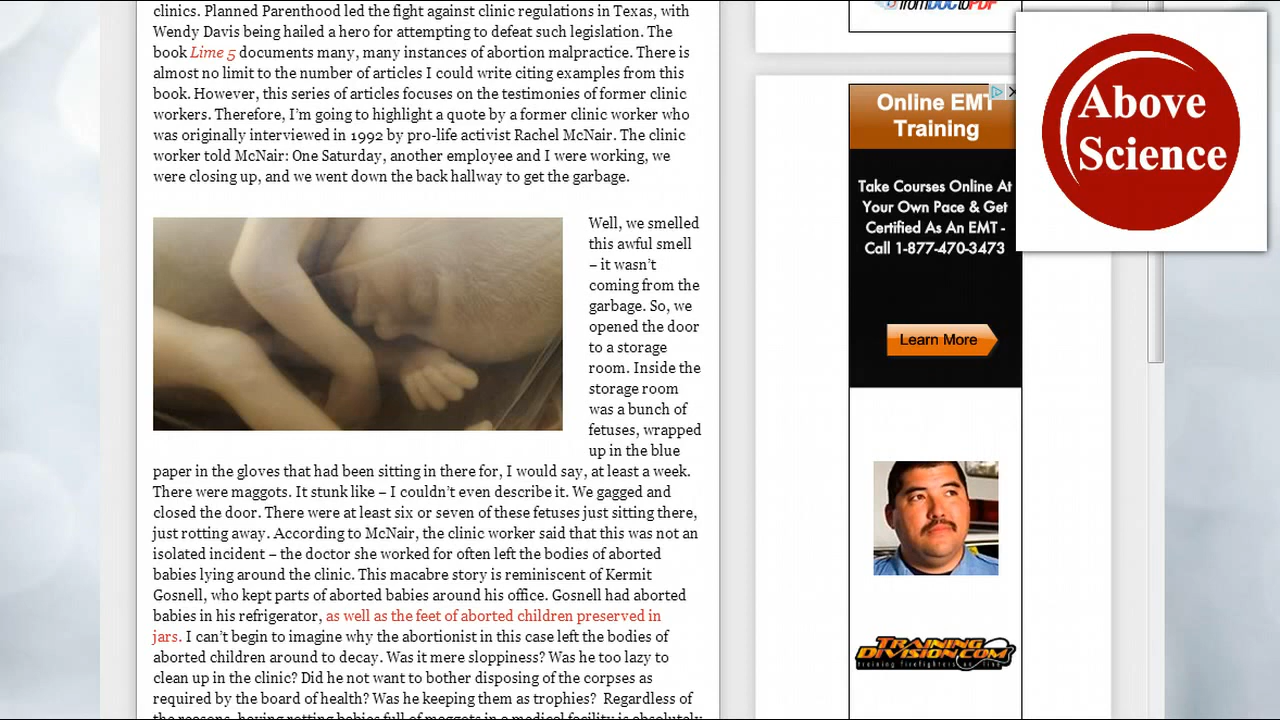 clinics. Planned Parenthood led the fight against clinic regulations in Texas, with
Wendy Davis being hailed a hero for attempting to defeat such legislation. The
book Lime 5 documents many, many instances of abortion malpractice. There is
almost no limit to the number of articles I could write citing examples from this
book. However, this series of articles focuses on the testimonies of former clinic
workers. Therefore, I'm going to highlight a quote by a former clinic worker who
was originally interviewed in 1992 by pro-life activist Rachel McNair. The clinic
worker told McNair: One Saturday, another employee and I were working, we
were closing up, and we went down the back hallway to get the garbage.
Well, we smelled
this awful smell
– it wasn't
coming from the
garbage. So, we
opened the door
to a storage
room. Inside the
storage room
was a bunch of
fetuses, wrapped
up in the blue
paper in the gloves that had been sitting in there for, I would say, at least a week.
There were maggots. It stunk like – I couldn't even describe it. We gagged and
closed the door. There were at least six or seven of these fetuses just sitting there,
just rotting away. According to McNair, the clinic worker said that this was not an
isolated incident – the doctor she worked for often left the bodies of aborted
babies lying around the clinic. This macabre story is reminiscent of Kermit
Gosnell, who kept parts of aborted babies around his office. Gosnell had aborted
babies in his refrigerator, as well as the feet of aborted children preserved in
jars. I can't begin to imagine why the abortionist in this case left the bodies of
aborted children around to decay. Was it mere sloppiness? Was he too lazy to
clean up in the clinic? Did he not want to bother disposing of the corpses as
required by the board of health? Was he keeping them as trophies? Regardless of
the reasons, having rotting babies full of maggots in a medical facility is absolutely
fromDOCtoPDF
Online EMT
Training
Take Courses Online At
Your Own Pace & Get
Certified As An EMT -
Call 1-877-470-3473
Learn More
TRAINING
DIVISION.COM
training firefighters
Above
Science